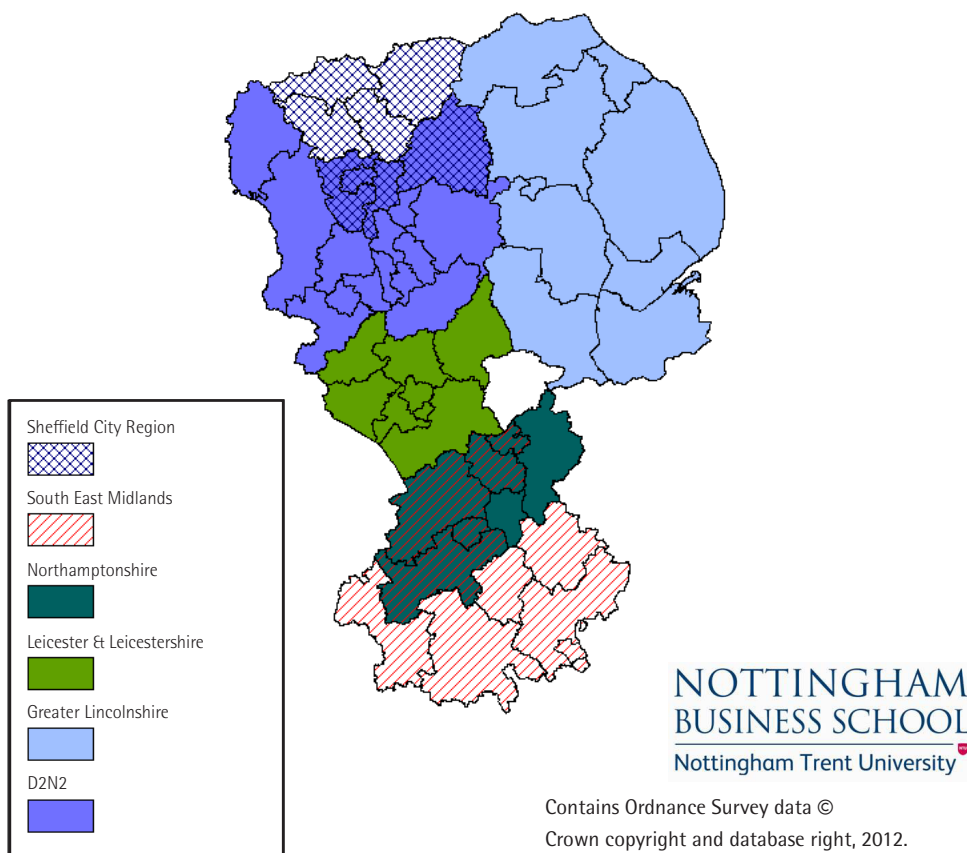 Sheffield City Region
South East Midlands
Northamptonshire
Leicester & Leicestershire
Greater Lincolnshire
D2N2
NOTTINGHAM
BUSINESS SCHOOL
Nottingham Trent University
Contains Ordnance Survey data ©
Crown copyright and database right, 2012.